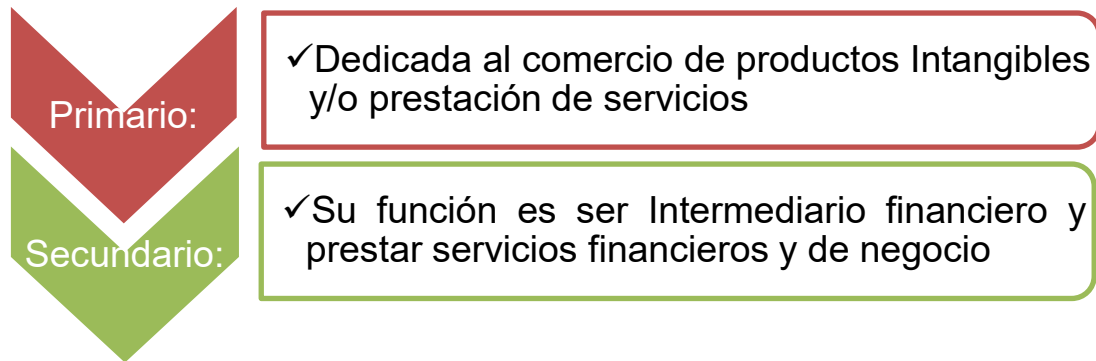 Primario:
✓Dedicada al comercio de productos Intangibles
y/o prestación de servicios
Secundario:
✓Su función es ser Intermediario financiero y
prestar servicios financieros y de negocio